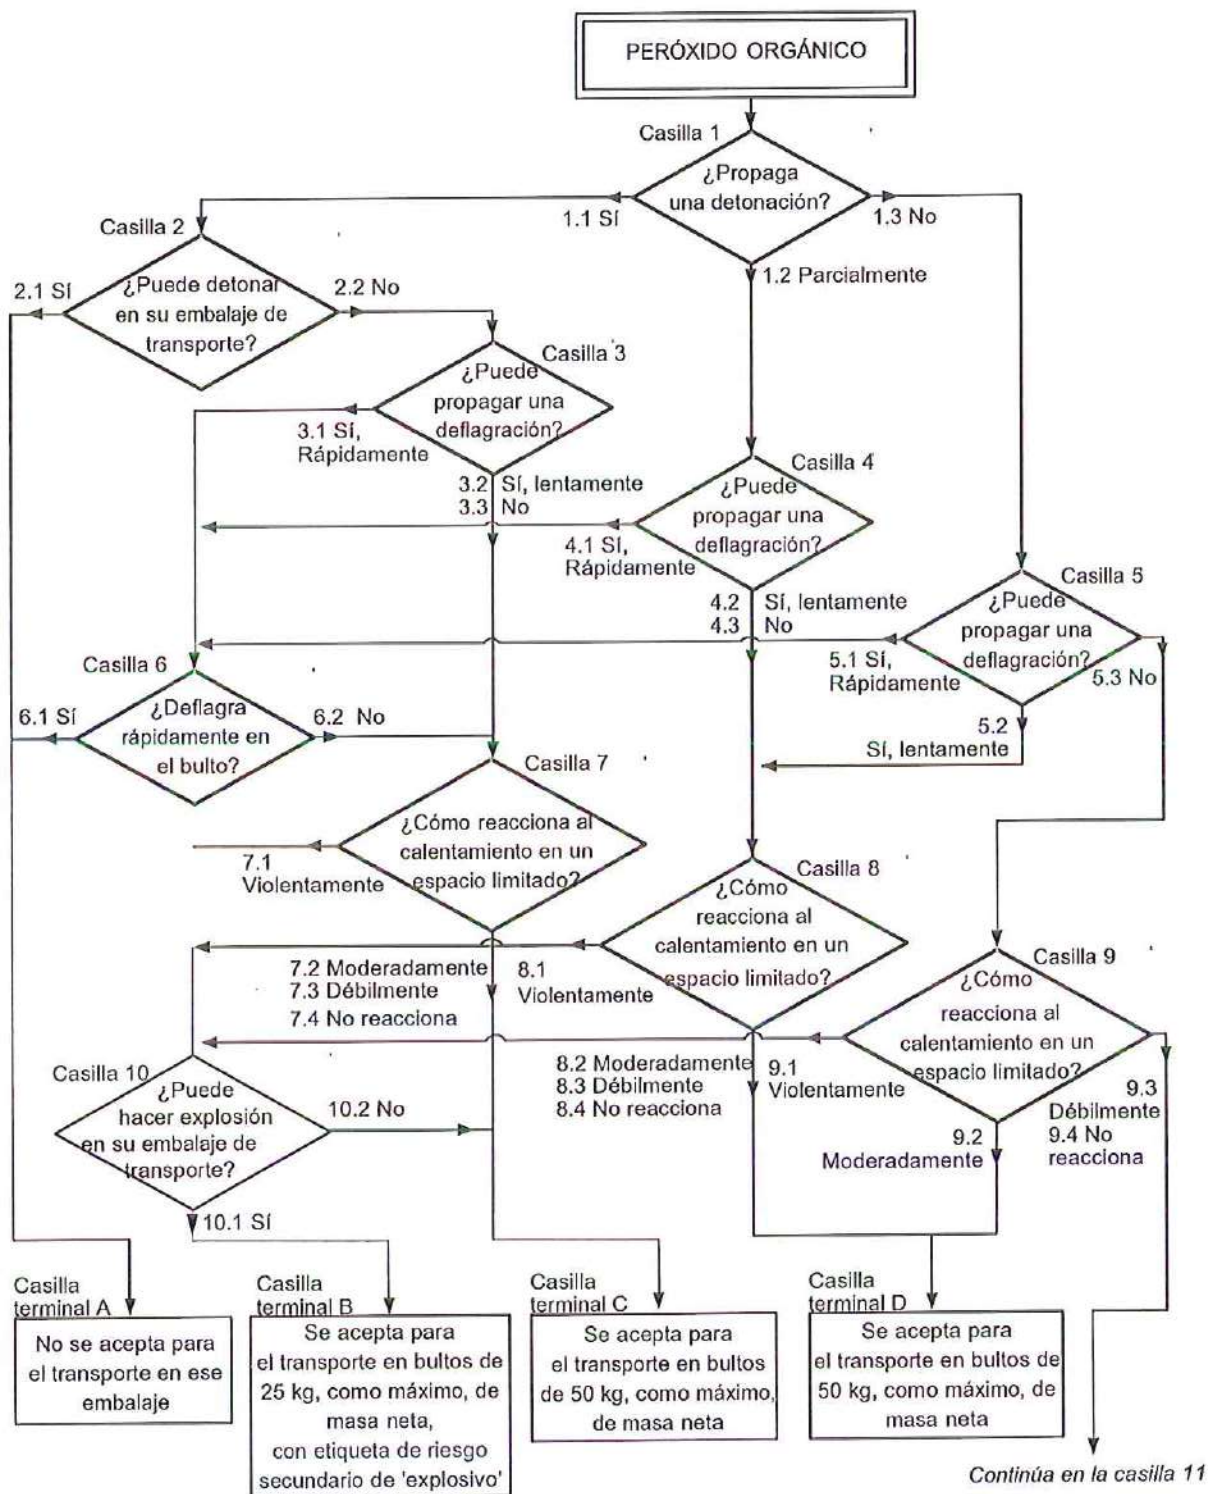 PERÓXIDO ORGÁNICO
Casilla 1
¿Propaga
una detonación?
1.1 Sí
1.3 No
1.2 Parcialmente
Casilla 2
¿Puede detonar
en su embalaje de
transporte?
2.1 Sí
2.2 No
Casilla 3
¿Puede
propagar una
deflagración?
3.1 Sí,
Rápidamente
3.2 Sí, lentamente
3.3 No
Casilla 4
¿Puede
propagar una
deflagración?
4.1 Sí,
Rápidamente
4.2 Sí, lentamente
4.3 No
Casilla 5
¿Puede
propagar una
deflagración?
5.1 Sí,
Rápidamente
5.3 No
5.2
Sí, lentamente
Casilla 6
¿Deflagra
rápidamente en
el bulto?
6.1 Sí
6.2 No
Casilla 7
¿Cómo reacciona al
calentamiento en un
espacio limitado?
7.1
Violentamente
7.2 Moderadamente
7.3 Débilmente
7.4 No reacciona
Casilla 8
¿Cómo
reacciona al
calentamiento en un
espacio limitado?
8.1
Violentamente
8.2 Moderadamente
8.3 Débilmente
8.4 No reacciona
Casilla 9
¿Cómo
reacciona al
calentamiento en un
espacio limitado?
9.1
Violentamente
9.2
Moderadamente
9.3
Débilmente
9.4 No
reacciona
Casilla 10
¿Puede
hacer explosión
en su embalaje de
transporte?
10.2 No
10.1 Sí
Casilla
terminal A
No se acepta para
el transporte en ese
embalaje
Casilla
terminal B
Se acepta para
el transporte en bultos de
25 kg, como máximo, de
masa neta,
con etiqueta de riesgo
secundario de 'explosivo'
Casilla
terminal C
Se acepta para
el transporte en bultos
de 50 kg, como máximo,
de masa neta
Casilla
terminal D
Se acepta para
el transporte en bultos de
50 kg, como máximo, de
masa neta
Continúa en la casilla 11